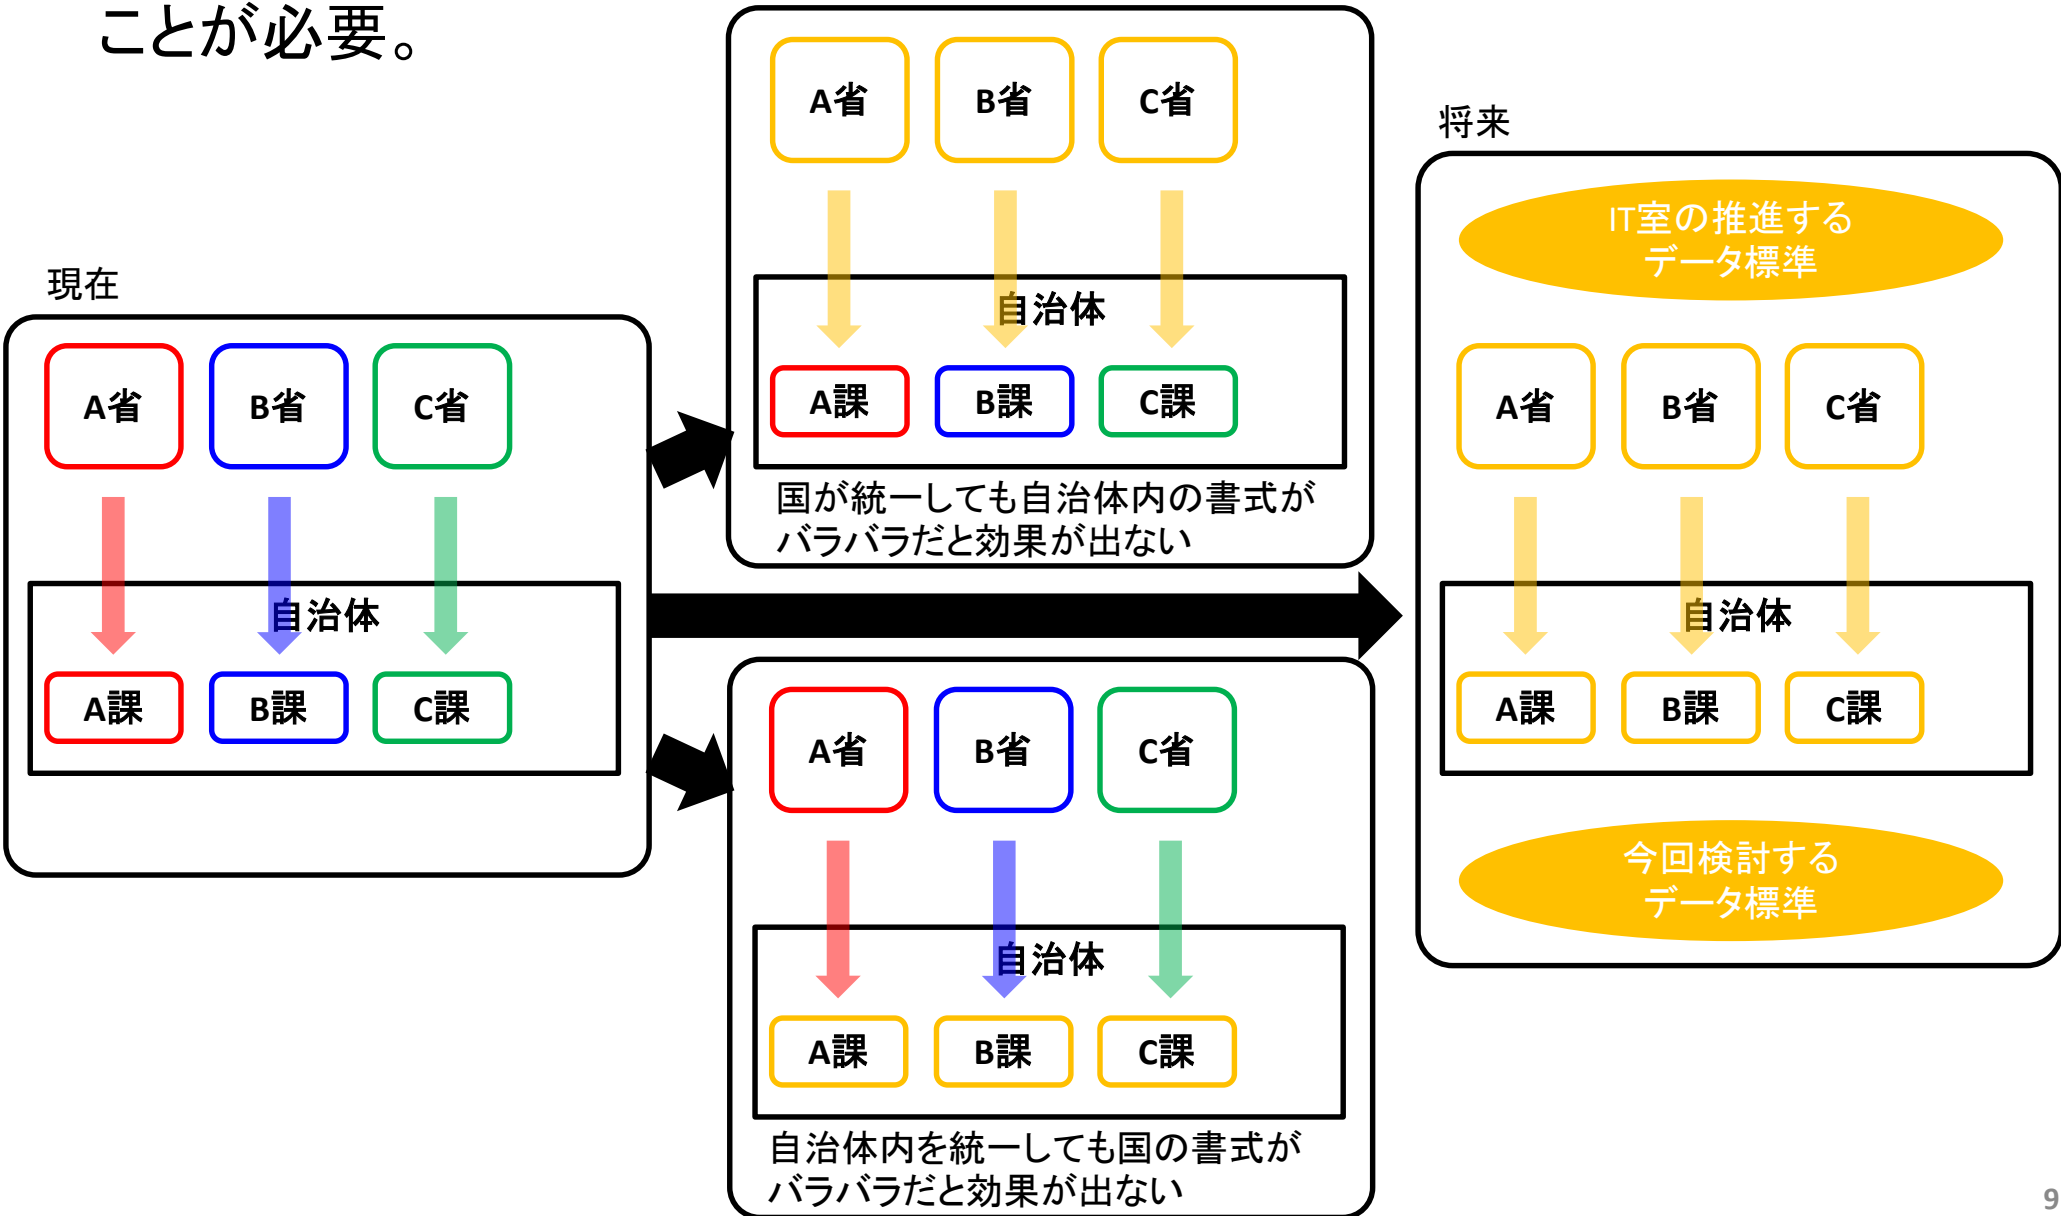 ことが必要。
現在
A省 B省 C省
自治体
A課 B課 C課
A省 B省 C省
自治体
A課 B課 C課
国が統一しても自治体内の書式が
バラバラだと効果が出ない
A省 B省 C省
自治体
A課 B課 C課
自治体内を統一しても国の書式が
バラバラだと効果が出ない
将来
IT室の推進する
データ標準
A省 B省 C省
自治体
A課 B課 C課
今回検討する
データ標準
9